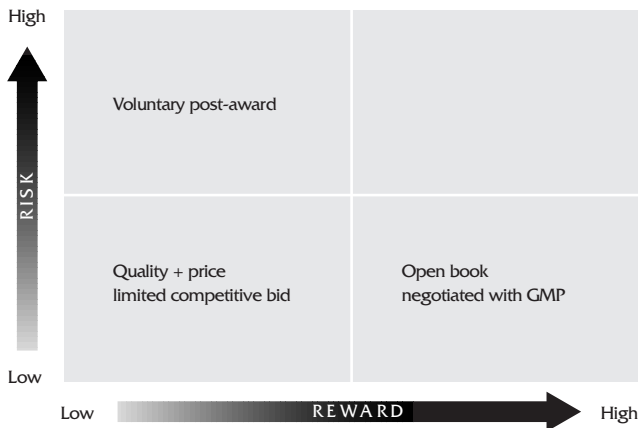 High
Voluntary post-award
RISK
Quality + price
limited competitive bid
Open book
negotiated with GMP
Low
Low
REWARD
High